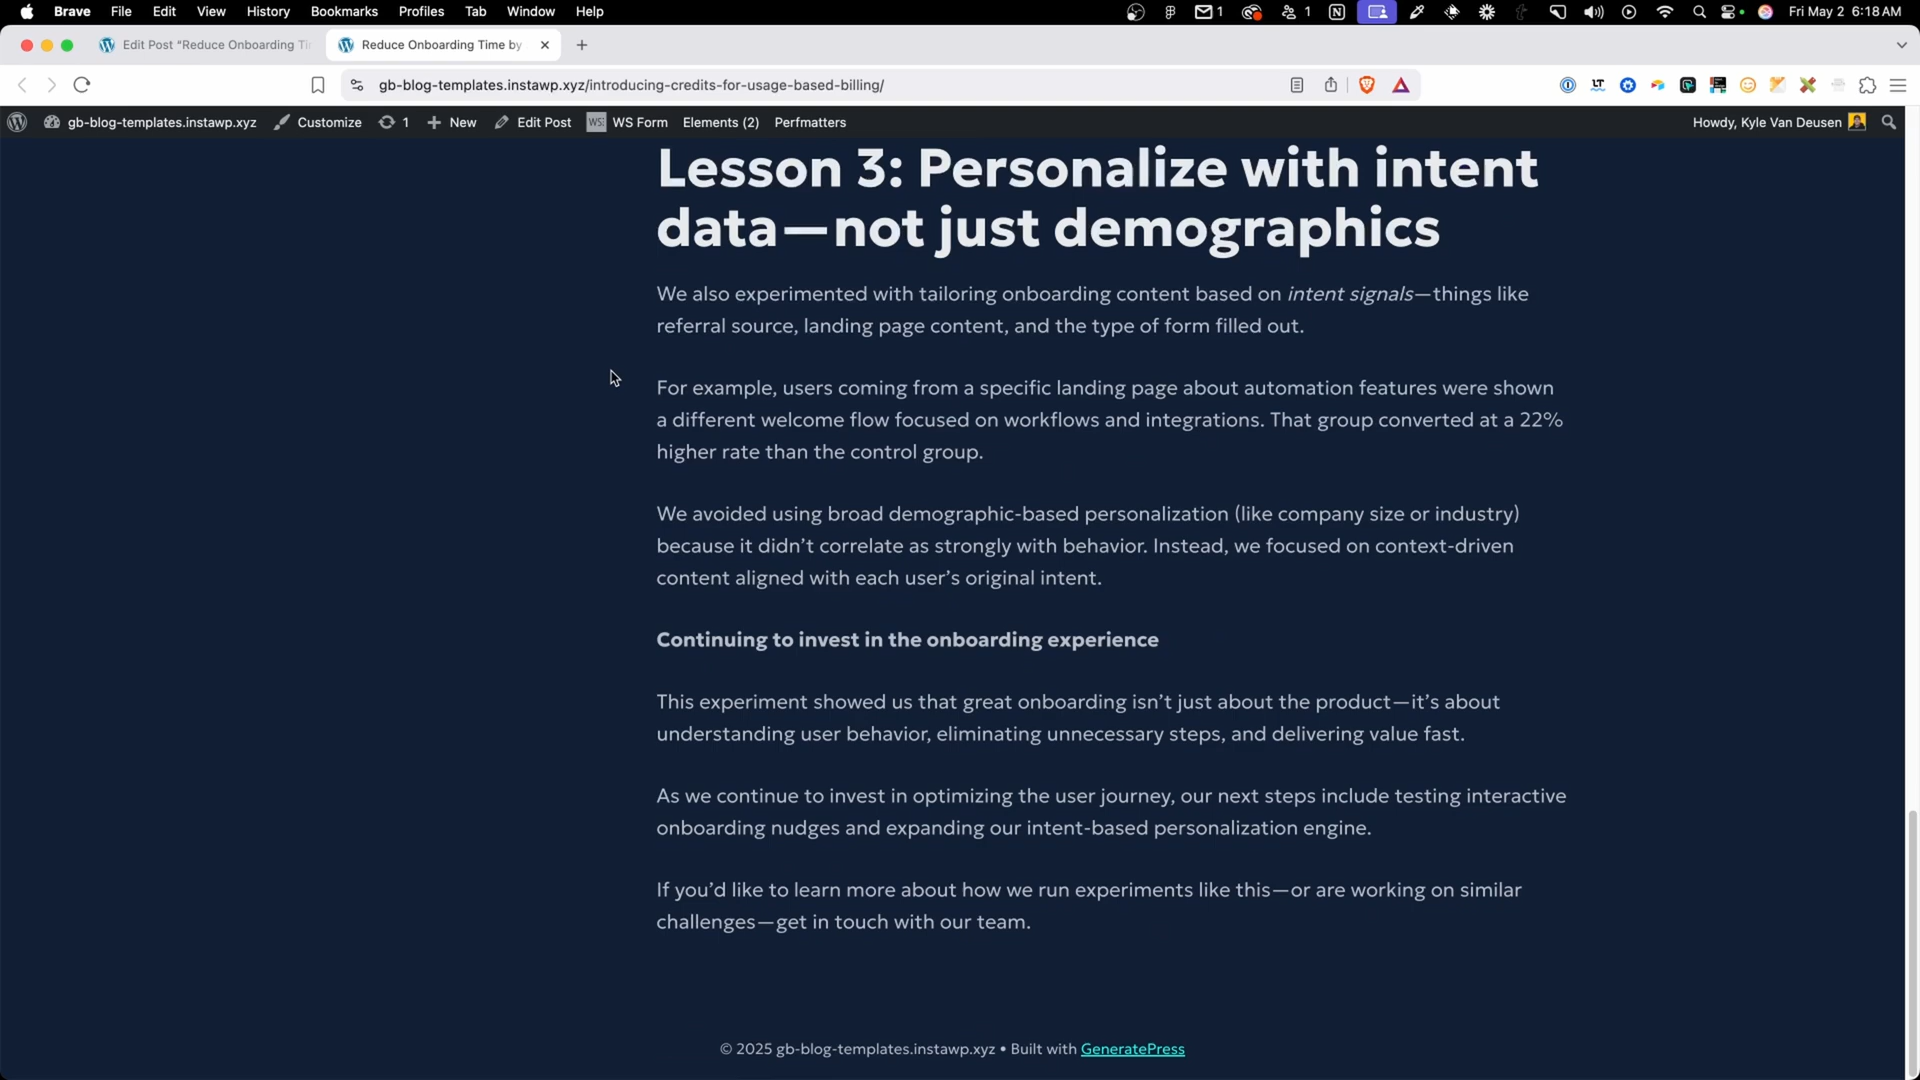 Brave File Edit View History Bookmarks Profiles Tab Window Help 1 1 Fri May 2 6:18 AM
Edit Post “Reduce Onboarding Ti
Reduce Onboarding Time by
gb-blog-templates.instawp.xyz/introducing-credits-for-usage-based-billing/
gb-blog-templates.instawp.xyz Customize 1 New Edit Post WS WS Form Elements (2) Perfmatters Howdy, Kyle Van Deusen
Lesson 3: Personalize with intent
data—not just demographics
We also experimented with tailoring onboarding content based on intent signals—things like
referral source, landing page content, and the type of form filled out.
For example, users coming from a specific landing page about automation features were shown
a different welcome flow focused on workflows and integrations. That group converted at a 22%
higher rate than the control group.
We avoided using broad demographic-based personalization (like company size or industry)
because it didn’t correlate as strongly with behavior. Instead, we focused on context-driven
content aligned with each user’s original intent.
Continuing to invest in the onboarding experience
This experiment showed us that great onboarding isn’t just about the product—it’s about
understanding user behavior, eliminating unnecessary steps, and delivering value fast.
As we continue to invest in optimizing the user journey, our next steps include testing interactive
onboarding nudges and expanding our intent-based personalization engine.
If you’d like to learn more about how we run experiments like this—or are working on similar
challenges—get in touch with our team.
© 2025 gb-blog-templates.instawp.xyz • Built with GeneratePress